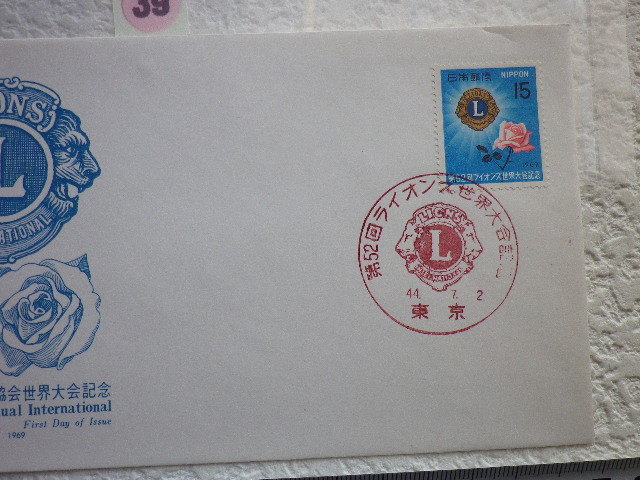 39
日本郵便 NIPPON
15
L
1969
第52回ライオンズ世界大会記念
第52回ライオンズ世界大会記念
LIONS
L
INTERNATIONAL
44. 7. 2
東京
IONS
L
NATIONAL
協会世界大会記念
ual International
First Day of Issue
1969